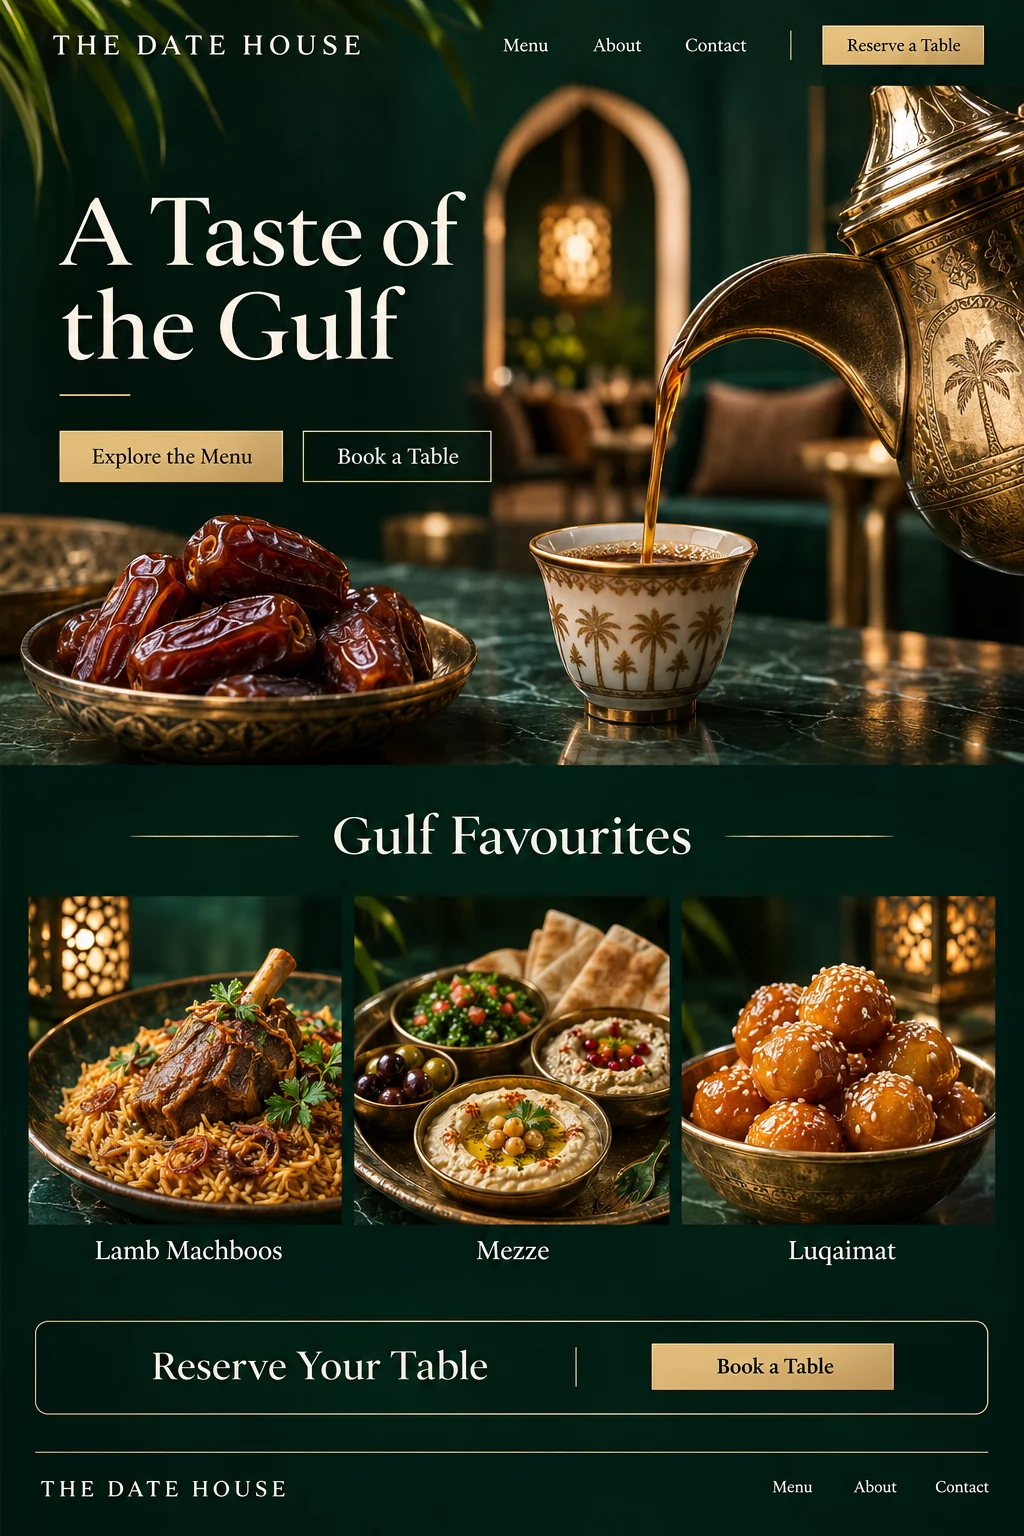 THE DATE HOUSE
Menu
About
Contact
Reserve a Table
A Taste of
the Gulf
Explore the Menu
Book a Table
Gulf Favourites
Lamb Machboos
Mezze
Luqaimat
Reserve Your Table
Book a Table
THE DATE HOUSE
Menu
About
Contact